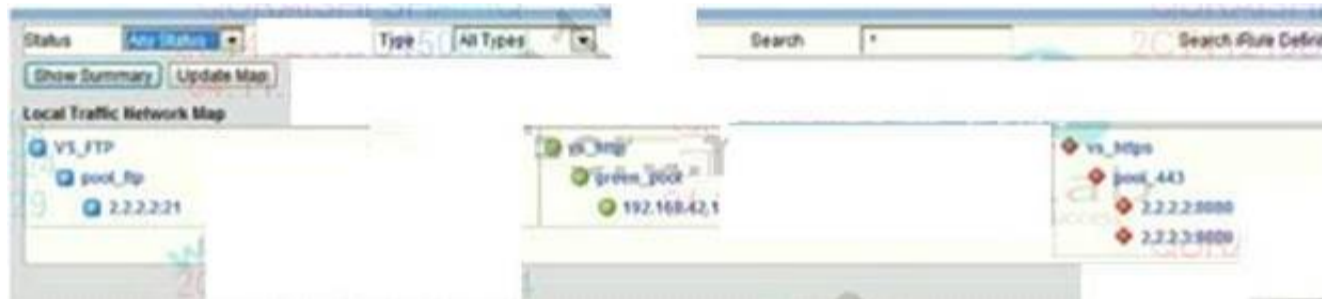 Status Any Status Type All Types Search * Search iRule Defini
Show Summary Update Map
Local Traffic Network Map
VS_FTP
pool_ftp
2.2.2.2:21
vs_http
green_pool
192.168.42.1
vs_https
pool_443
2.2.2.2:8080
2.2.2.3:8080